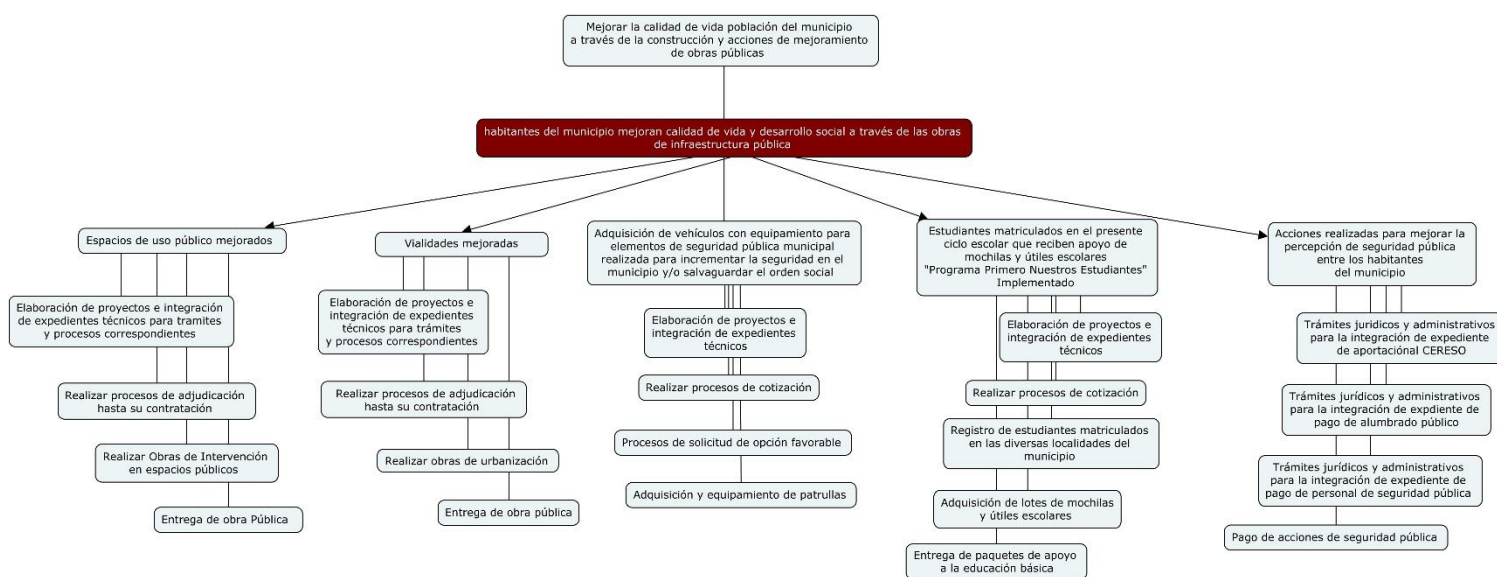 Mejorar la calidad de vida población del municipio
a través de la construcción y acciones de mejoramiento
de obras públicas
habitantes del municipio mejoran calidad de vida y desarrollo social a través de las obras
de infraestructura pública
Espacios de uso público mejorados
Elaboración de proyectos e integración
de expedientes técnicos para tramites
y procesos correspondientes
Realizar procesos de adjudicación
hasta su contratación
Realizar Obras de Intervención
en espacios públicos
Entrega de obra Pública
Vialidades mejoradas
Elaboración de proyectos e
integración de expedientes
técnicos para trámites
y procesos correspondientes
Realizar procesos de adjudicación
hasta su contratación
Realizar obras de urbanización
Entrega de obra pública
Adquisición de vehículos con equipamiento para
elementos de seguridad pública municipal
realizada para incrementar la seguridad en el
municipio y/o salvaguardar el orden social
Elaboración de proyectos e
integración de expedientes
técnicos
Realizar procesos de cotización
Procesos de solicitud de opción favorable
Adquisición y equipamiento de patrullas
Estudiantes matriculados en el presente
ciclo escolar que reciben apoyo de
mochilas y útiles escolares
"Programa Primero Nuestros Estudiantes"
Implementado
Elaboración de proyectos e
integración de expedientes
técnicos
Realizar procesos de cotización
Registro de estudiantes matriculados
en las diversas localidades del
municipio
Adquisición de lotes de mochilas
y útiles escolares
Entrega de paquetes de apoyo
a la educación básica
Acciones realizadas para mejorar la
percepción de seguridad pública
entre los habitantes
del municipio
Trámites juridicos y administrativos
para la integración de expediente
de aportaciónal CERESO
Trámites jurídicos y administrativos
para la integración de expdiente de
pago de alumbrado público
Trámites jurídicos y administrativos
para la integración de expediente de
pago de personal de seguridad pública
Pago de acciones de seguridad pública